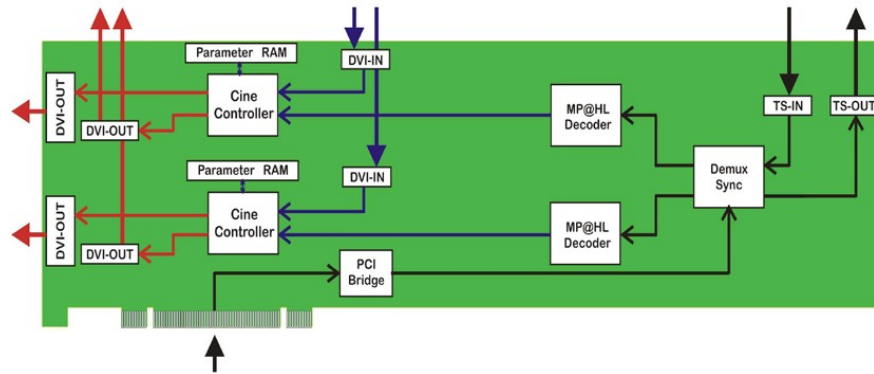 Parameter RAM
DVI-IN
DVI-OUT
Cine
Controller
MP@HL
Decoder
TS-IN
TS-OUT
DVI-OUT
Parameter RAM
DVI-IN
Demux
Sync
DVI-OUT
Cine
Controller
MP@HL
Decoder
DVI-OUT
PCI
Bridge